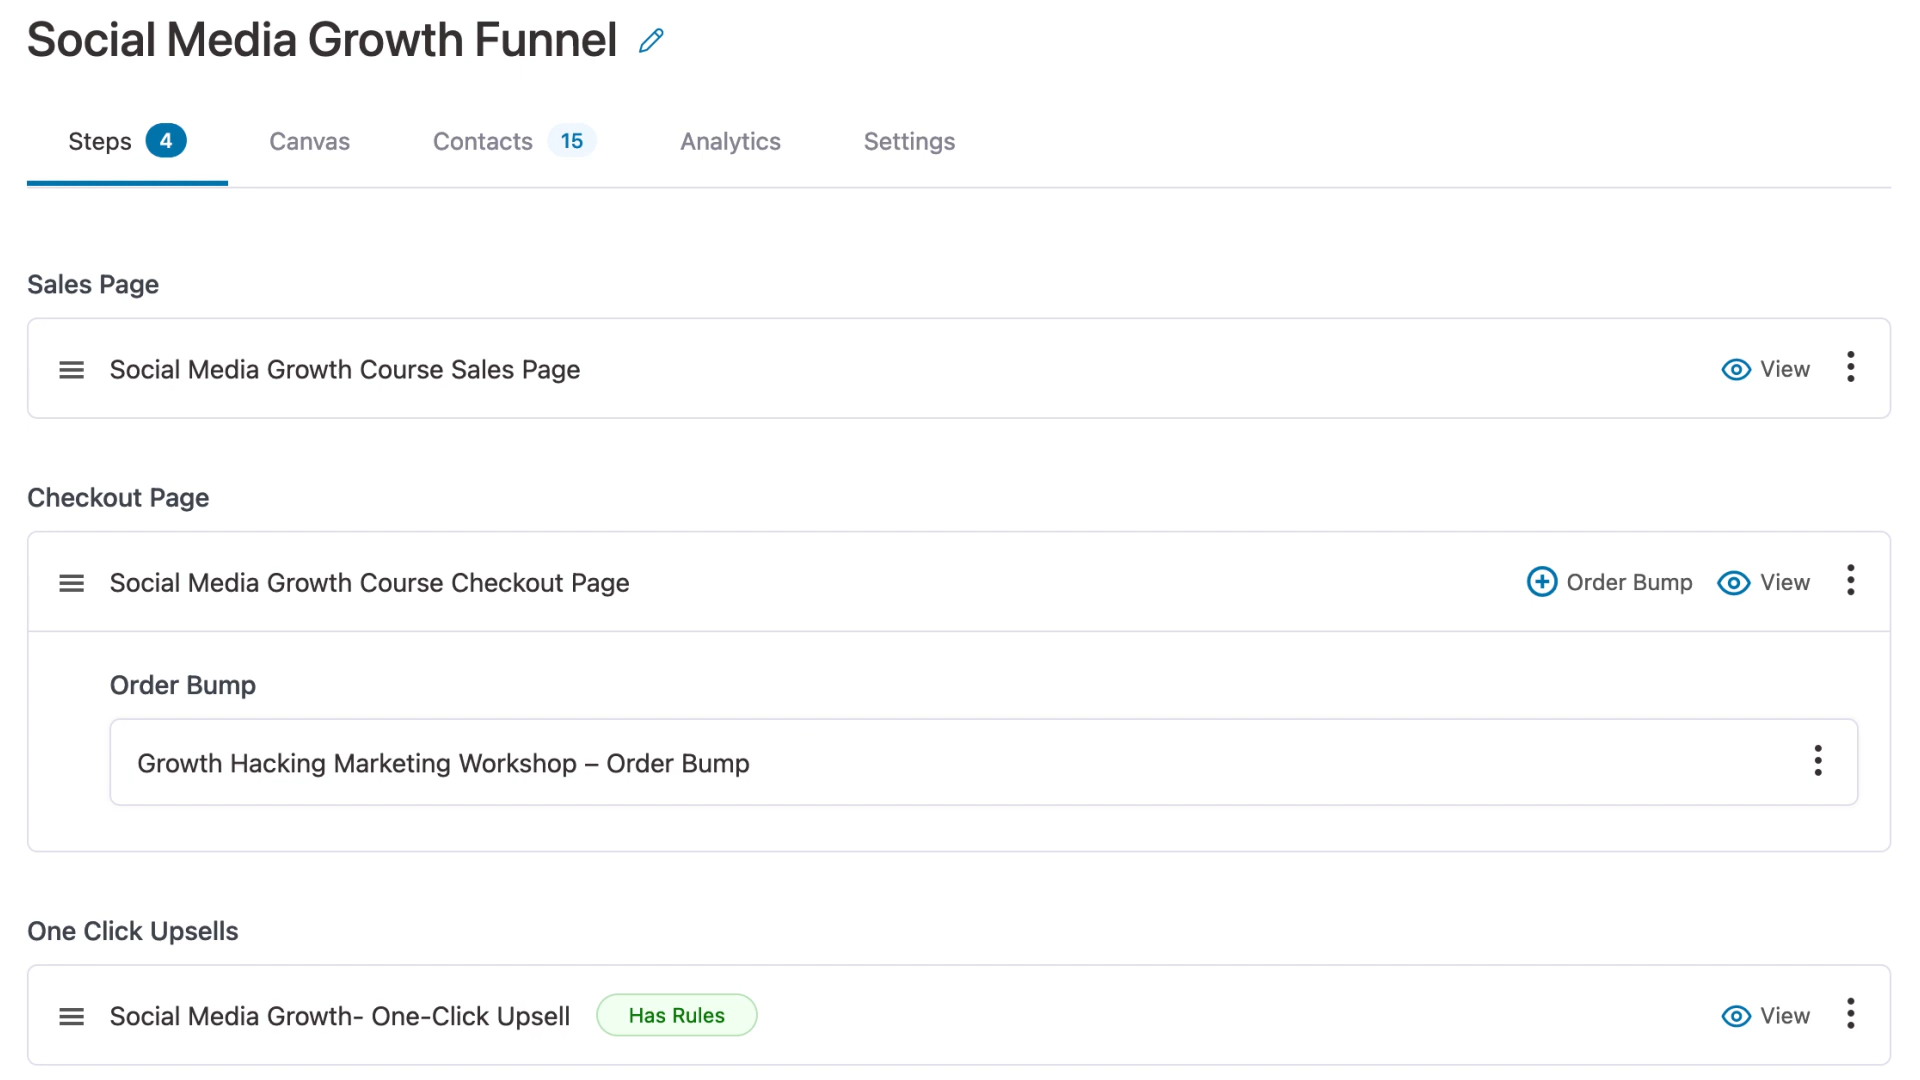 Social Media Growth Funnel
Steps 4 Canvas Contacts 15 Analytics Settings
Sales Page
Social Media Growth Course Sales Page View
Checkout Page
Social Media Growth Course Checkout Page Order Bump View
Order Bump
Growth Hacking Marketing Workshop – Order Bump
One Click Upsells
Social Media Growth- One-Click Upsell Has Rules View